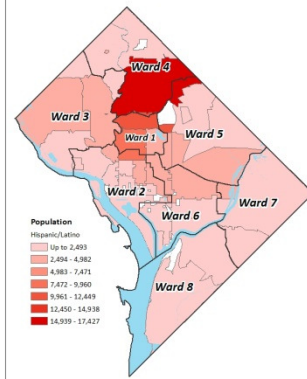 Ward 4
Ward 3
Ward 1
Ward 5
Ward 2
Ward 7
Ward 6
Ward 8
Population
Hispanic/Latino
Up to 2,493
2,494 - 4,982
4,983 - 7,471
7,472 - 9,960
9,961 - 12,449
12,450 - 14,938
14,939 - 17,427